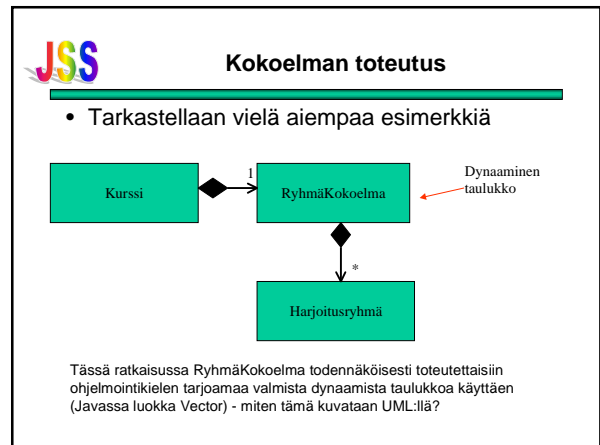 JSS
Kokoelman toteutus
• Tarkastellaan vielä aiempaa esimerkkiä
Kurssi
1
RyhmäKokoelma
Dynaaminen
taulukko
*
Harjoitusryhmä
Tässä ratkaisussa RyhmäKokoelma todennäköisesti toteutettaisiin
ohjelmointikielen tarjoamaa valmista dynaamista taulukkoa käyttäen
(Javassa luokka Vector) - miten tämä kuvataan UML:llä?